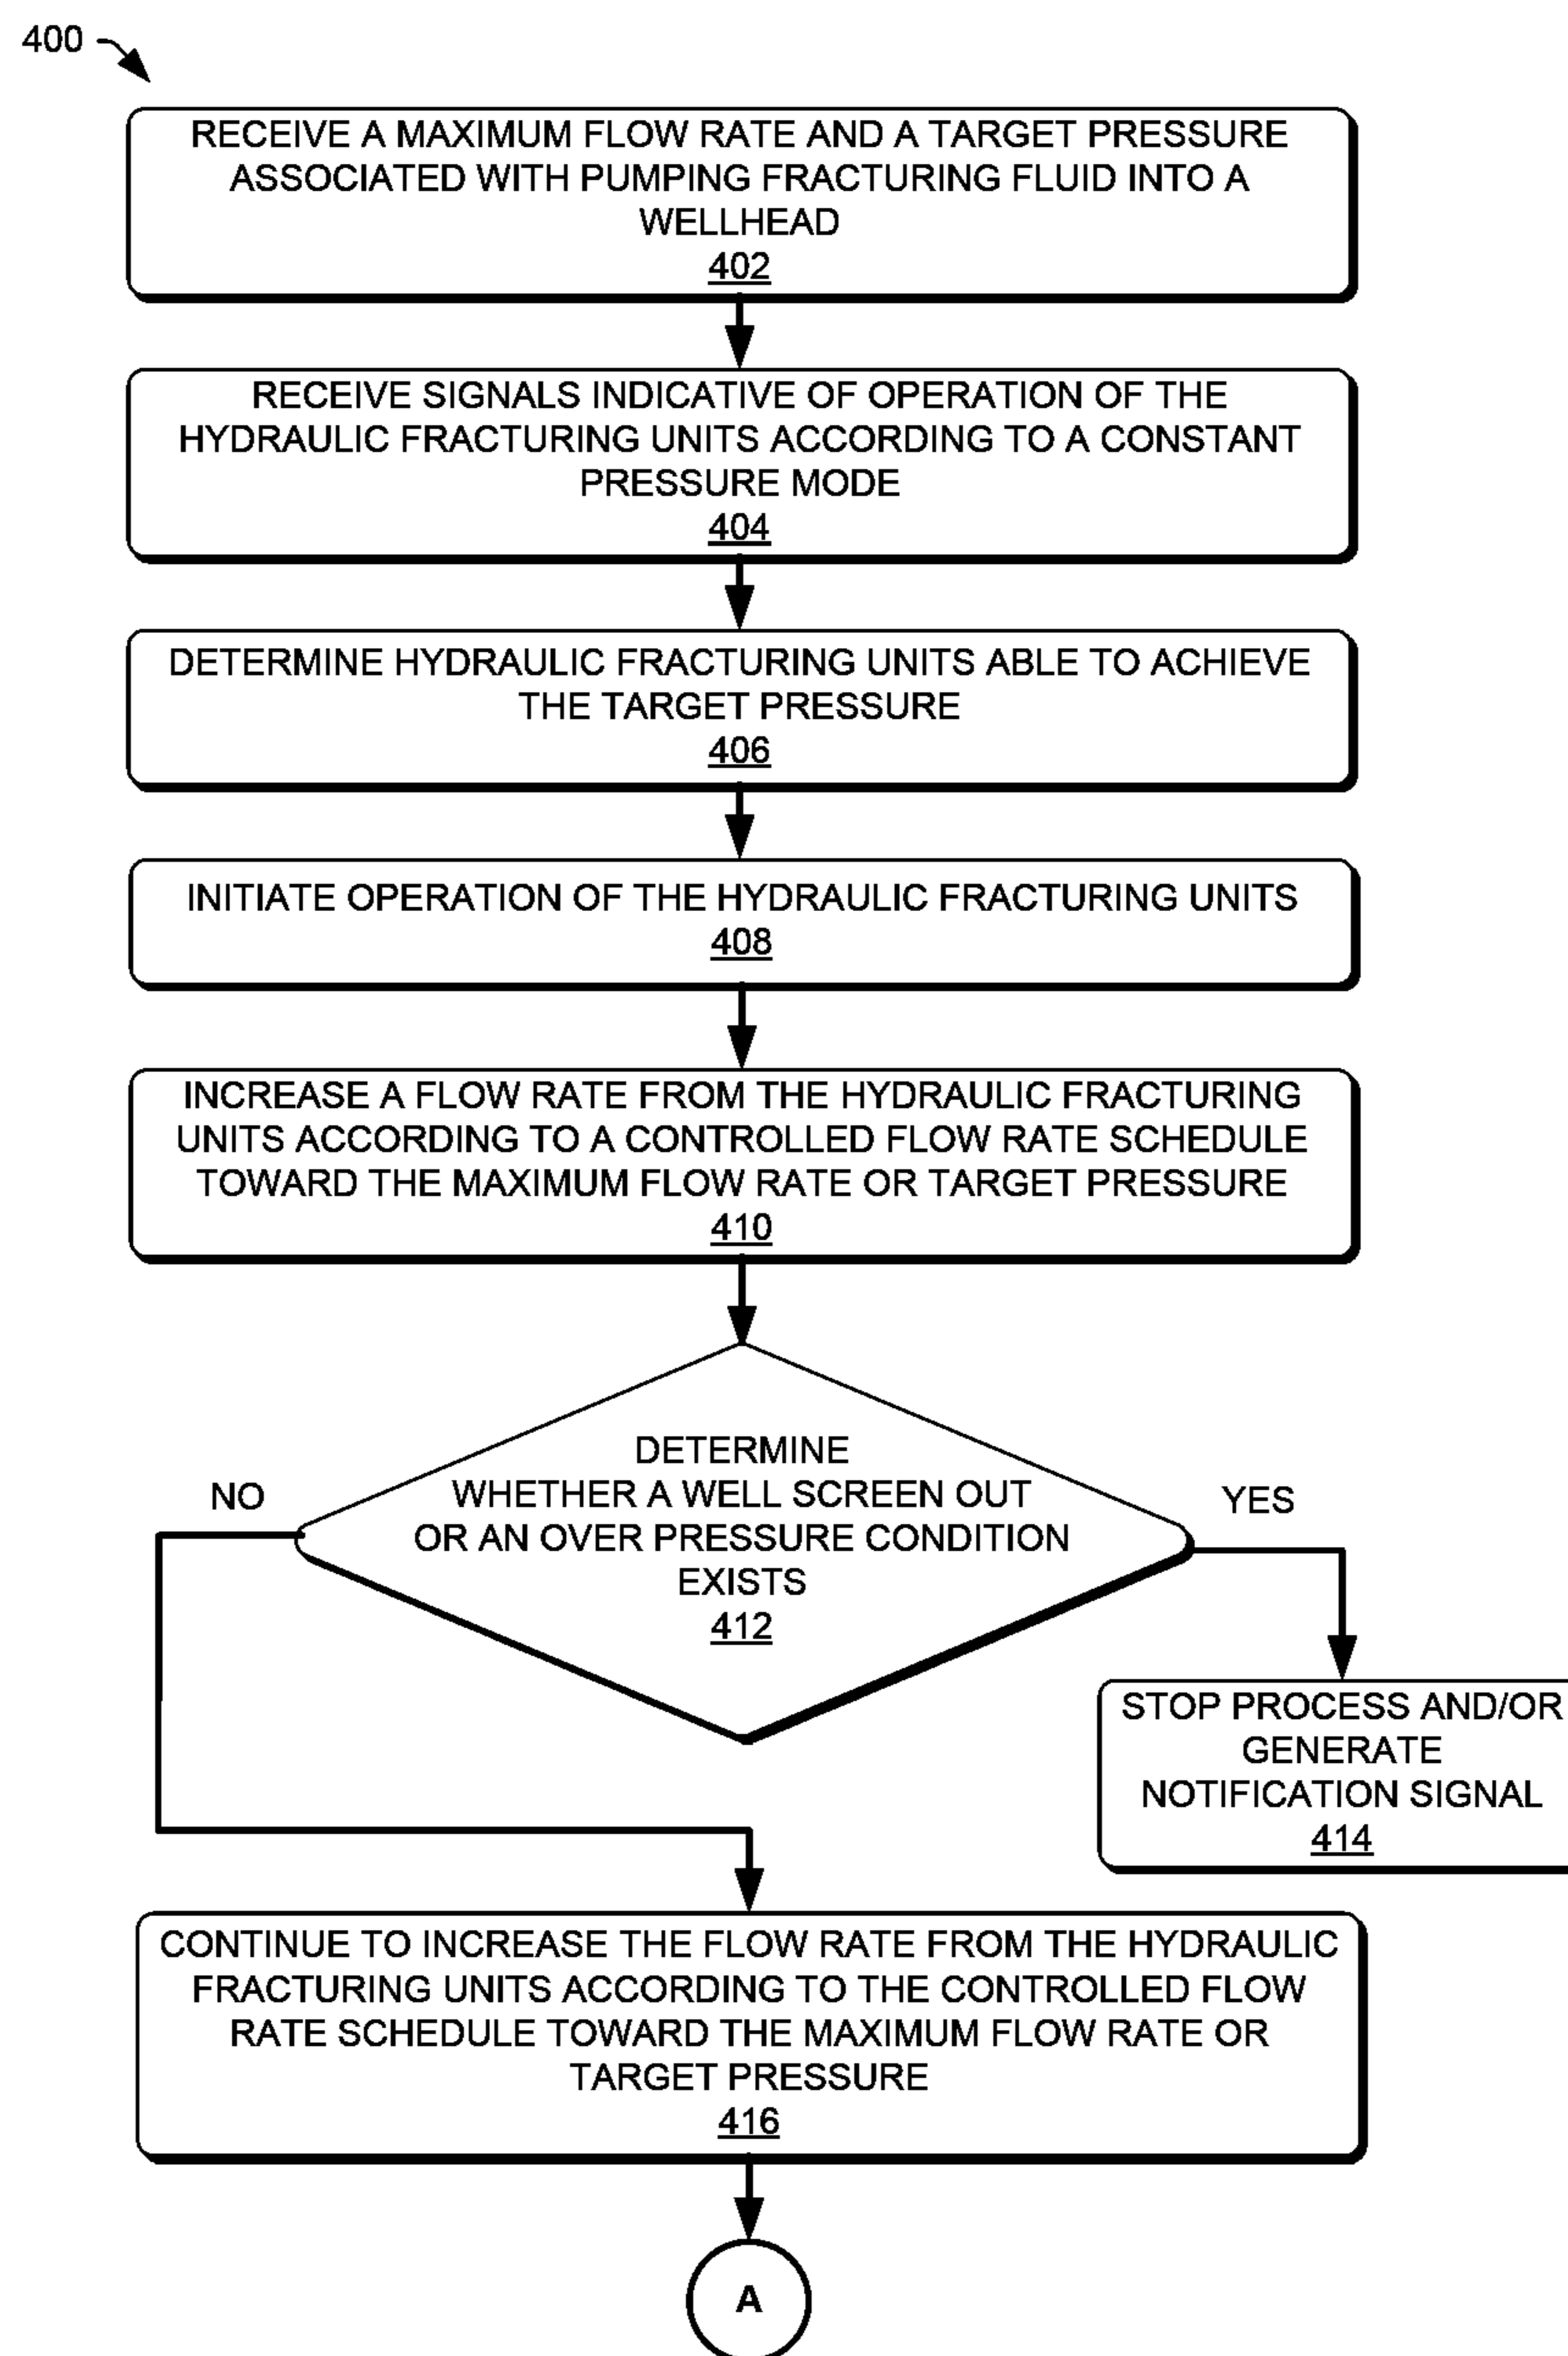 400
RECEIVE A MAXIMUM FLOW RATE AND A TARGET PRESSURE
ASSOCIATED WITH PUMPING FRACTURING FLUID INTO A
WELLHEAD
402
RECEIVE SIGNALS INDICATIVE OF OPERATION OF THE
HYDRAULIC FRACTURING UNITS ACCORDING TO A CONSTANT
PRESSURE MODE
404
DETERMINE HYDRAULIC FRACTURING UNITS ABLE TO ACHIEVE
THE TARGET PRESSURE
406
INITIATE OPERATION OF THE HYDRAULIC FRACTURING UNITS
408
INCREASE A FLOW RATE FROM THE HYDRAULIC FRACTURING
UNITS ACCORDING TO A CONTROLLED FLOW RATE SCHEDULE
TOWARD THE MAXIMUM FLOW RATE OR TARGET PRESSURE
410
DETERMINE
WHETHER A WELL SCREEN OUT
OR AN OVER PRESSURE CONDITION
EXISTS
412
NO
YES
STOP PROCESS AND/OR
GENERATE
NOTIFICATION SIGNAL
414
CONTINUE TO INCREASE THE FLOW RATE FROM THE HYDRAULIC
FRACTURING UNITS ACCORDING TO THE CONTROLLED FLOW
RATE SCHEDULE TOWARD THE MAXIMUM FLOW RATE OR
TARGET PRESSURE
416
A